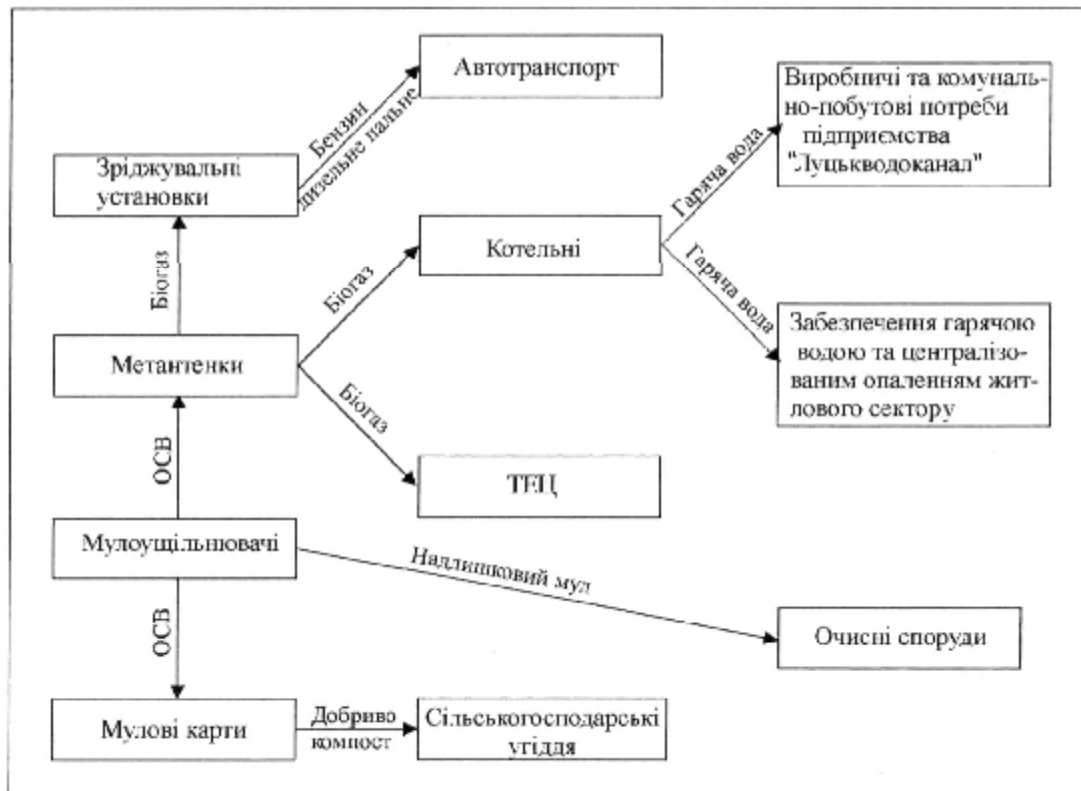 Автотранспорт
Виробничі та комуналь-
но-побутові потреби
підприємства
"Луцькводоканал"
Бензин
дизельне пальне
Зріджувальні
установки
Гаряча вода
Котельні
Біогаз
Біогаз
Гаряча вода
Забезпечення гарячою
водою та централізо-
ваним опаленням жит-
лового сектору
Метантенки
Біогаз
ОСВ
ТЕЦ
Мулоущільнювачі
Надлишковий мул
ОСВ
Очисні споруди
Мулові карти
Добриво
компост
Сільськогосподарські
угіддя